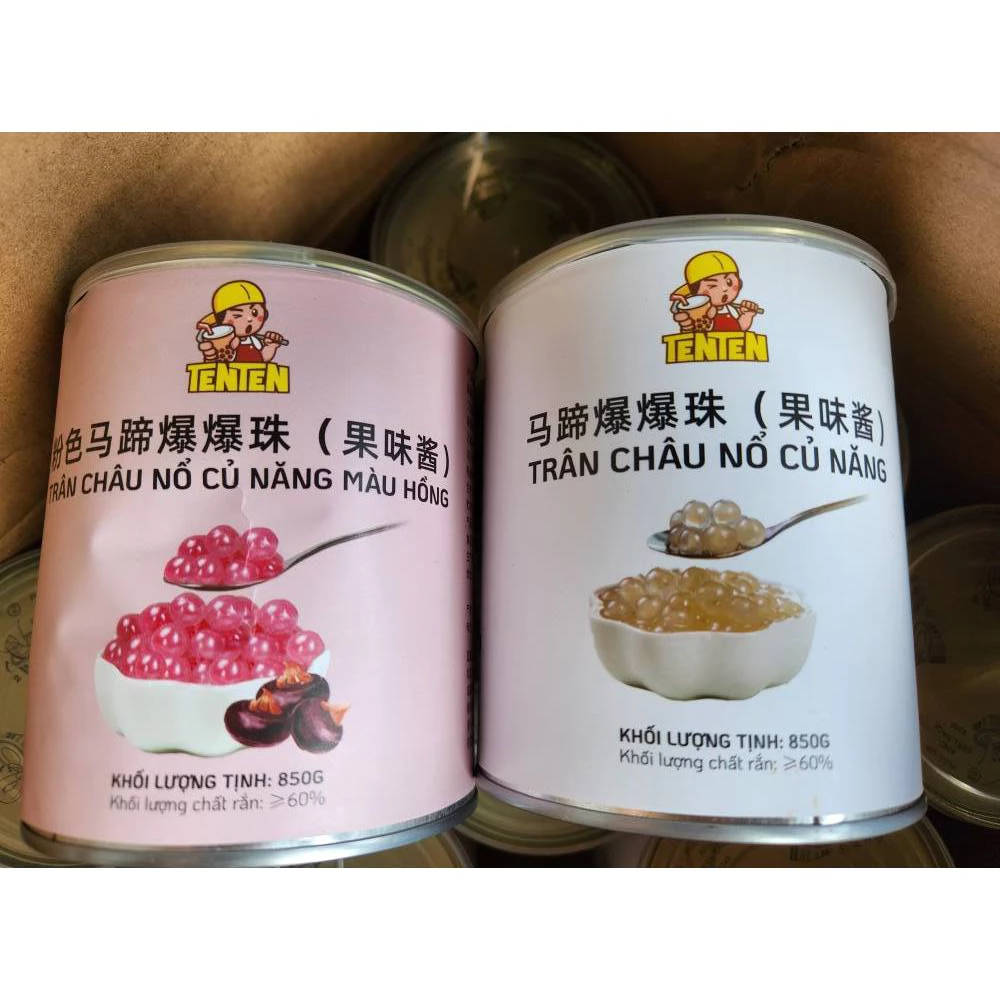 TENTEN
粉色马蹄爆爆珠（果味酱）
TRÂN CHÂU NỔ CỦ NĂNG MÀU HỒNG
KHỐI LƯỢNG TỊNH: 850G
Khối lượng chất rắn: ≥60%
TENTEN
马蹄爆爆珠（果味酱）
TRÂN CHÂU NỔ CỦ NĂNG
KHỐI LƯỢNG TỊNH: 850G
Khối lượng chất rắn: ≥60%